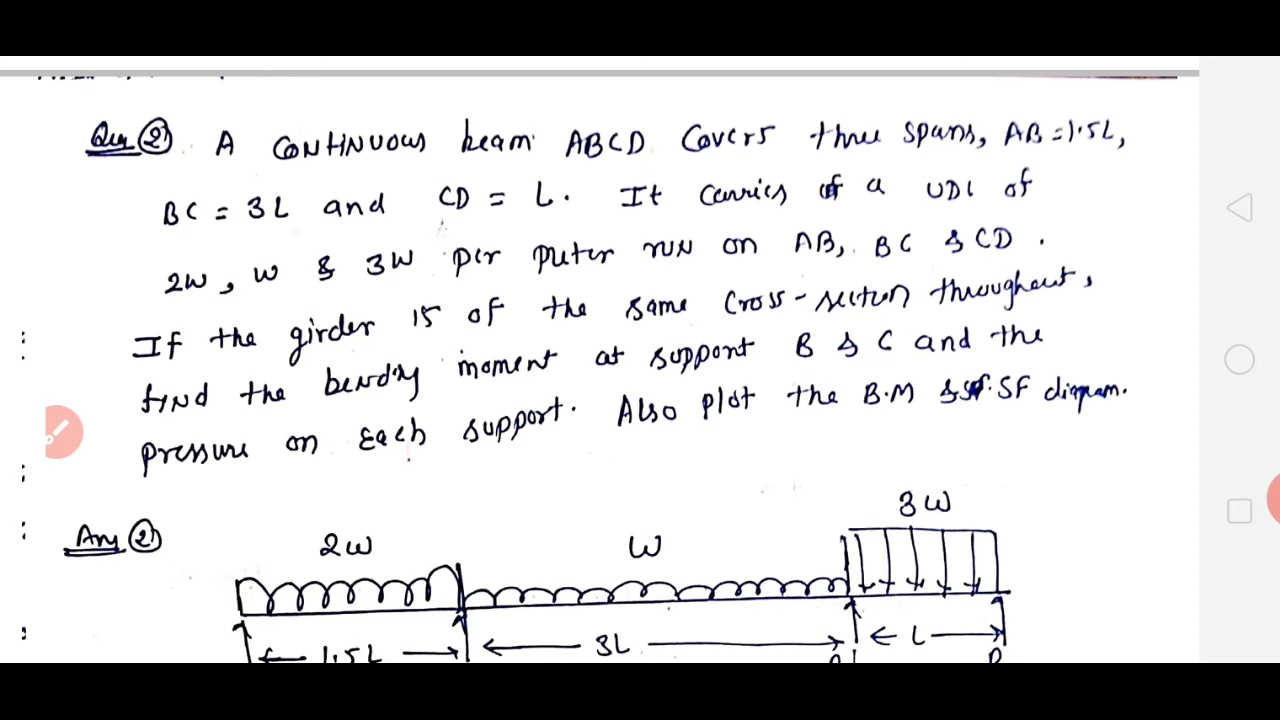 Que ② A CONTINUOUS beam ABCD Covers three spans, AB = 1.5L,
BC = 3L and CD = L. It carries of a UDL of
2W, W & 3W per meter run on AB, BC & CD.
If the girder is of the same cross-section throughout,
find the bending moment at support B & C and the
pressure on each support. Also plot the B.M & SF diagram.
3W
Ans ② 2W W
1.5L 3L L
D